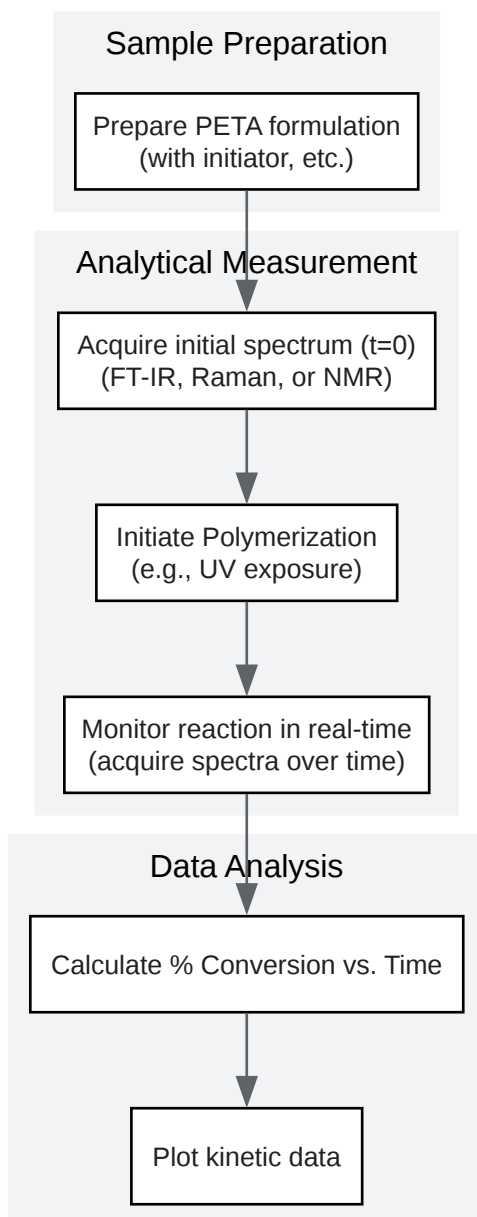 Sample Preparation
Prepare PETA formulation
(with initiator, etc.)
Analytical Measurement
Acquire initial spectrum (t=0)
(FT-IR, Raman, or NMR)
Initiate Polymerization
(e.g., UV exposure)
Monitor reaction in real-time
(acquire spectra over time)
Data Analysis
Calculate % Conversion vs. Time
Plot kinetic data